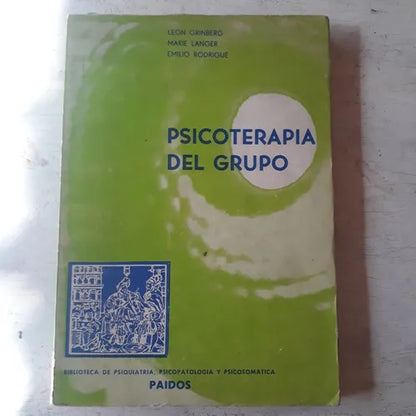 LEON GRINBERG
MARIE LANGER
EMILIO RODRIGUE
PSICOTERAPIA
DEL GRUPO
BIBLIOTECA DE PSIQUIATRIA, PSICOPATOLOGIA Y PSICOSOMATICA
PAIDOS